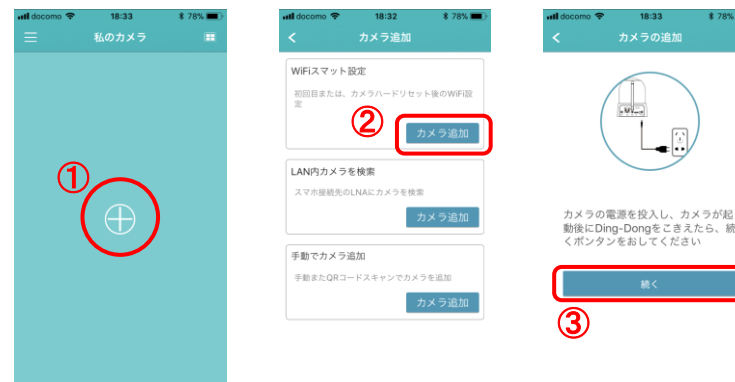 docomo 18:33 78%
私のカメラ
①
docomo 18:32 78%
カメラ追加
WiFiスマット設定
初回目または、カメラハードリセット後のWiFi設
定
②
カメラ追加
LAN内カメラを検索
スマホ接続先のLNAにカメラを検索
カメラ追加
手動でカメラ追加
手動またQRコードスキャンでカメラを追加
カメラ追加
docomo 18:33 78%
カメラの追加
カメラの電源を投入し、カメラが起
動後にDing-Dongをこきえたら、続
くボンタンをおしてください
続く
③